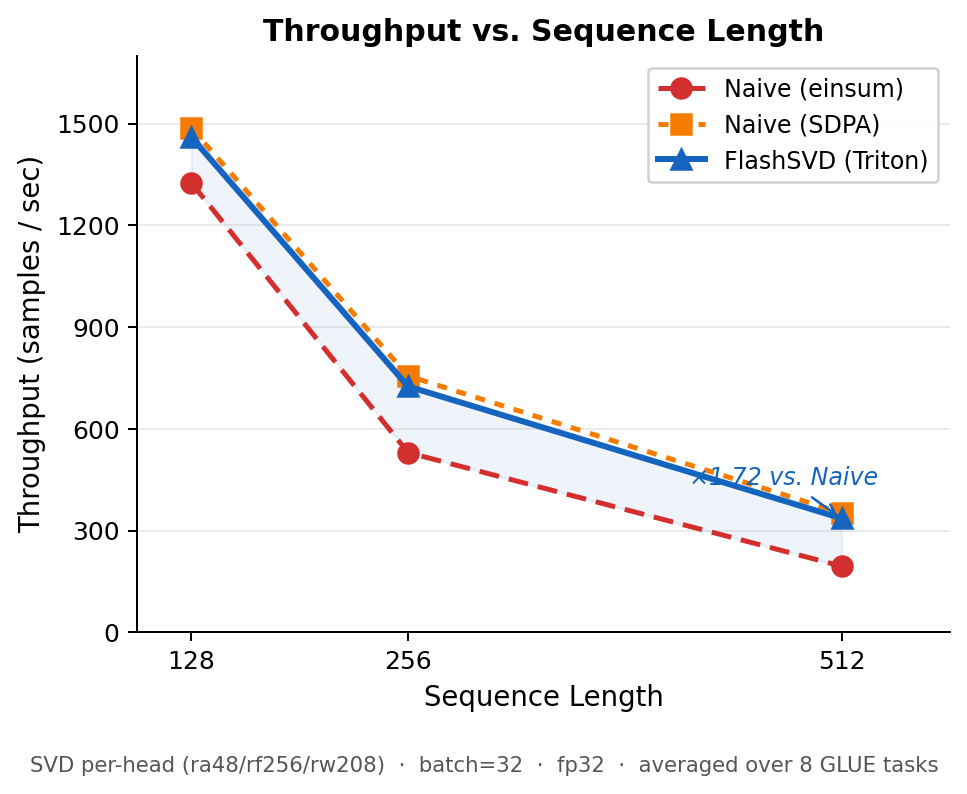 Throughput vs. Sequence Length
Naive (einsum)
Naive (SDPA)
FlashSVD (Triton)
Throughput (samples / sec)
1500
1200
900
600
300
0
×1.72 vs. Naive
128
256
512
Sequence Length
SVD per-head (ra48/rf256/rw208) · batch=32 · fp32 · averaged over 8 GLUE tasks